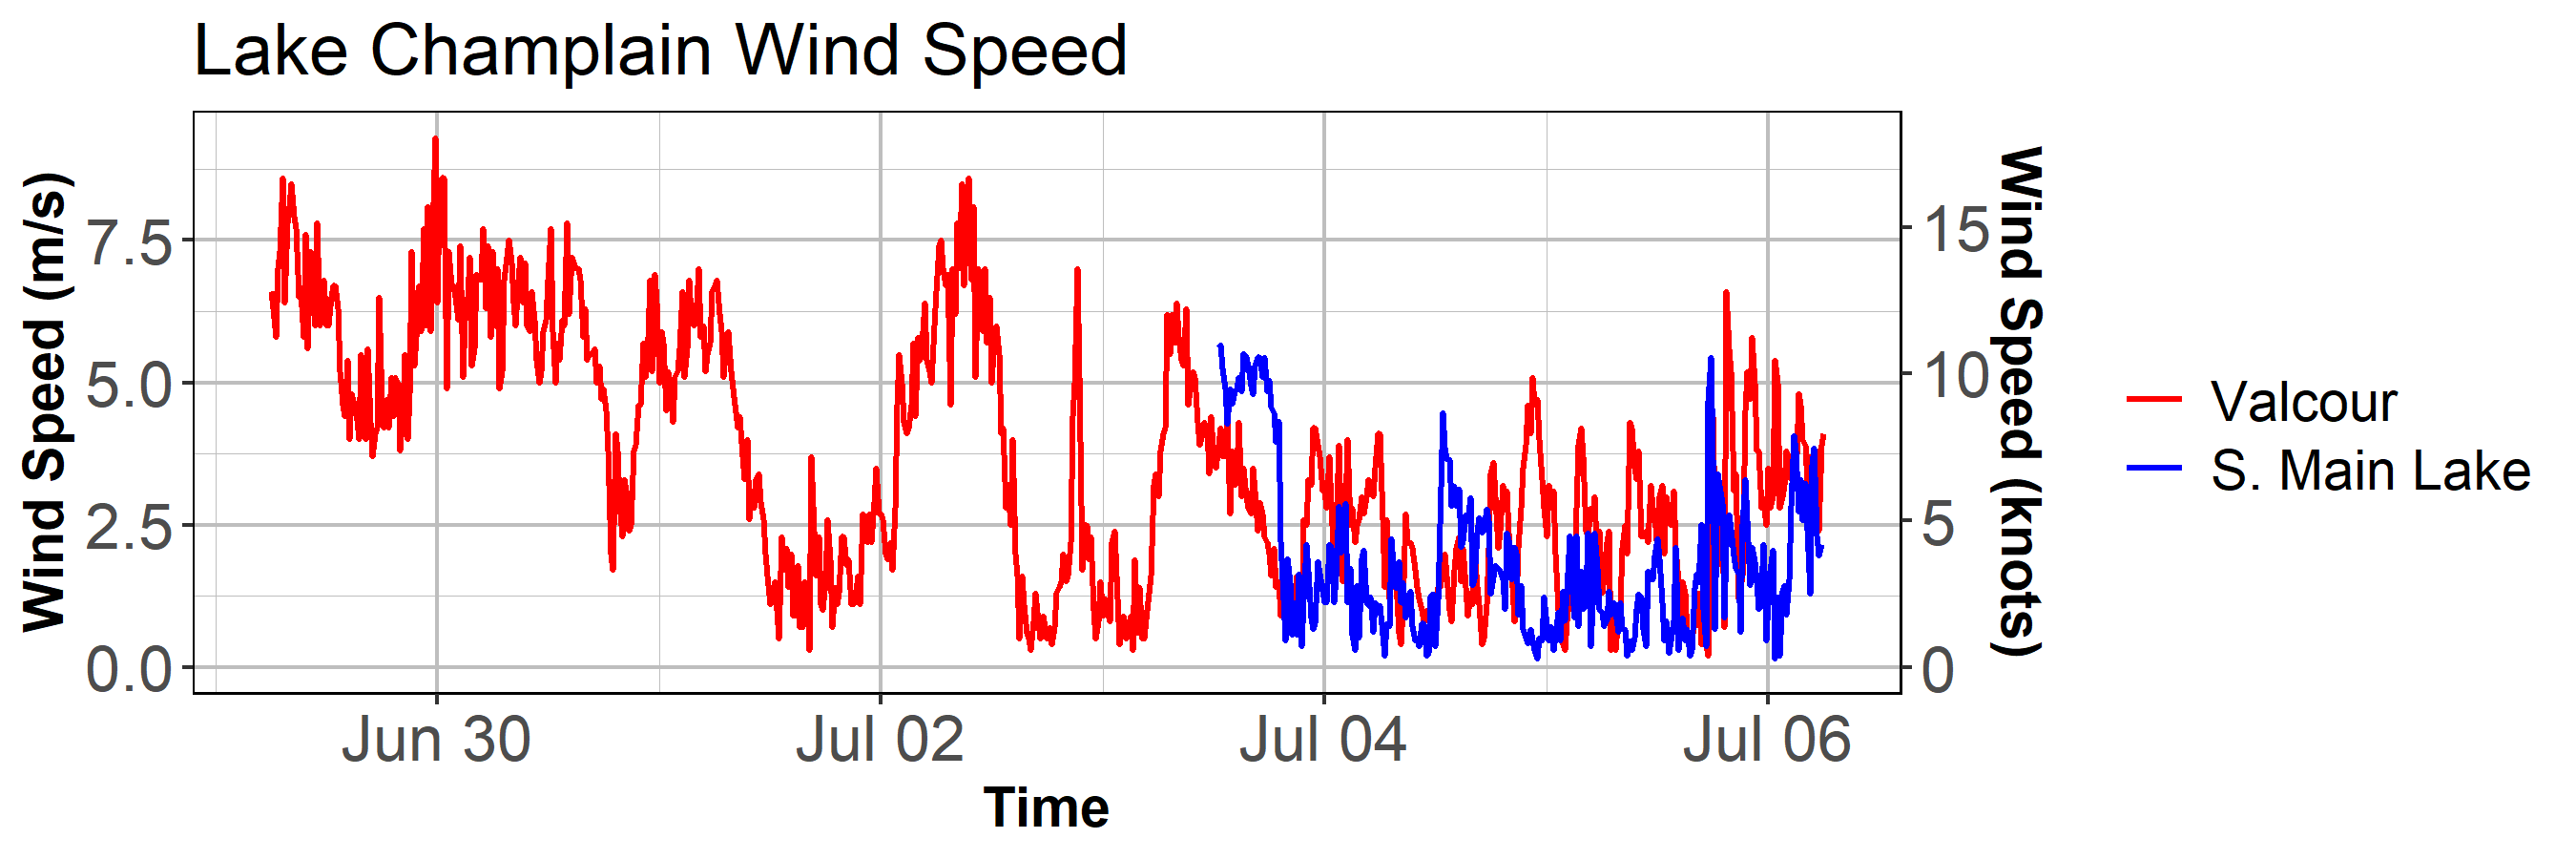 Lake Champlain Wind Speed
Wind Speed (m/s)
7.5
5.0
2.5
0.0
Jun 30
Jul 02
Jul 04
Jul 06
Time
15
10
5
0
Wind Speed (knots)
Valcour
S. Main Lake